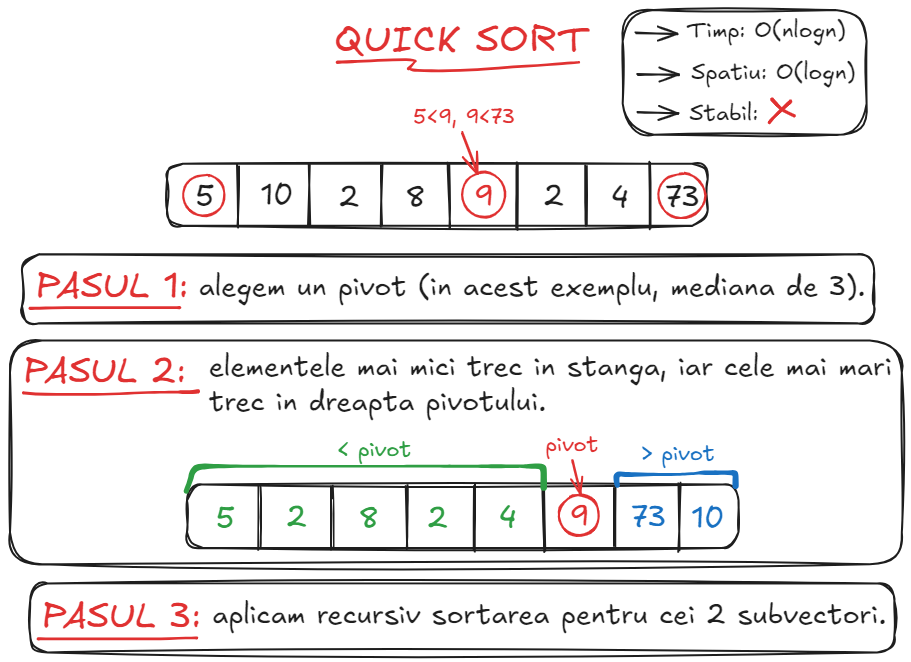 QUICK SORT
Timp: O(nlogn)
Spatiu: O(logn)
Stabil:
5<9, 9<73
5 10 2 8 9 2 4 73
PASUL 1: alegem un pivot (in acest exemplu, mediana de 3).
PASUL 2: elementele mai mici trec in stanga, iar cele mai mari
trec in dreapta pivotului.
< pivot pivot > pivot
5 2 8 2 4 9 73 10
PASUL 3: aplicam recursiv sortarea pentru cei 2 subvectori.